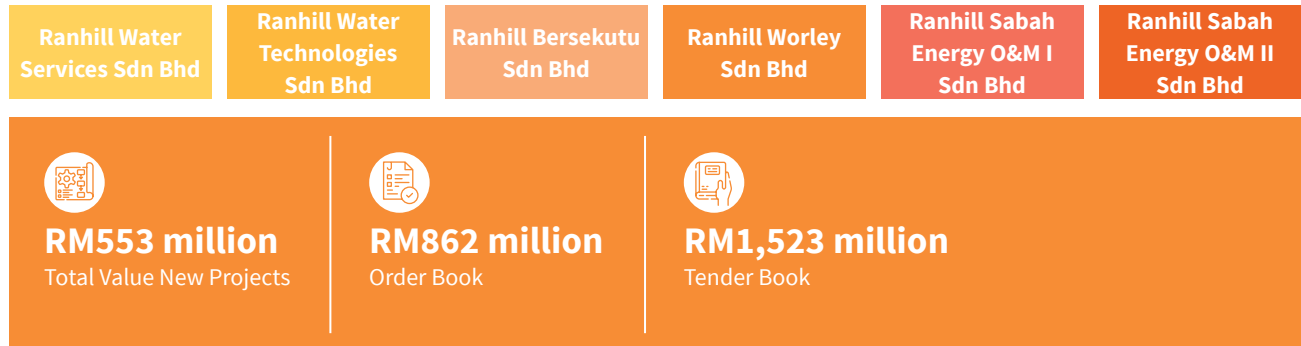 Ranhill Water
Services Sdn Bhd
Ranhill Water
Technologies
Sdn Bhd
Ranhill Bersekutu
Sdn Bhd
Ranhill Worley
Sdn Bhd
Ranhill Sabah
Energy O&M I
Sdn Bhd
Ranhill Sabah
Energy O&M II
Sdn Bhd
RM553 million
Total Value New Projects
RM862 million
Order Book
RM1,523 million
Tender Book